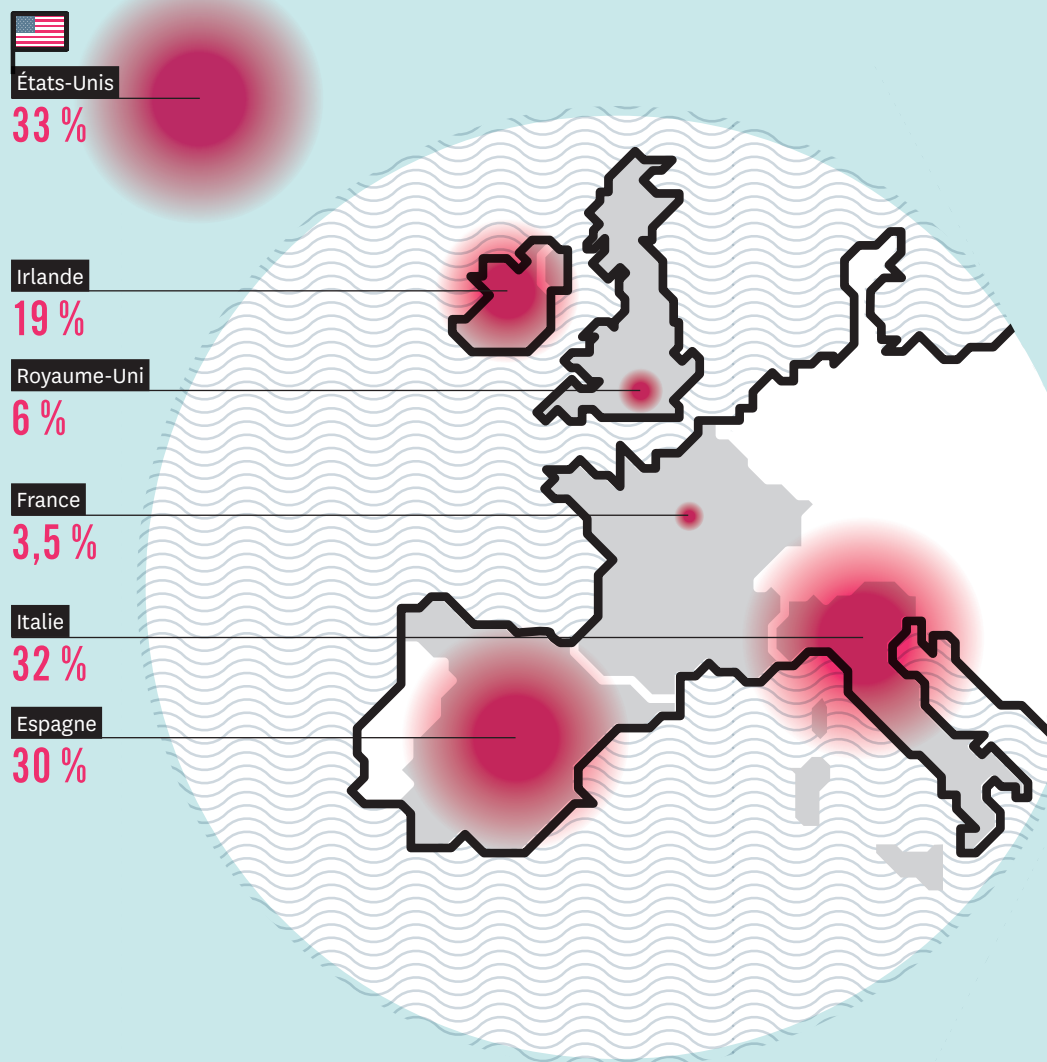 États-Unis
33 %
Irlande
19 %
Royaume-Uni
6 %
France
3,5 %
Italie
32 %
Espagne
30 %